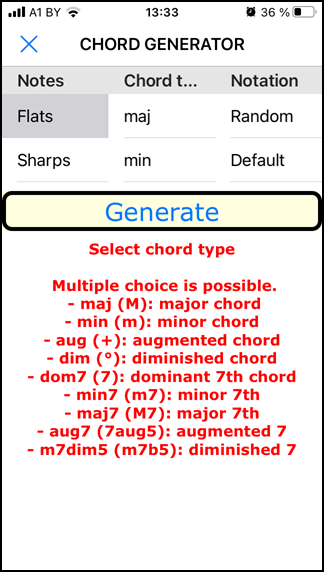 A1 BY 13:33 36 %
CHORD GENERATOR
Notes Chord t... Notation
Flats maj Random
Sharps min Default
Generate
Select chord type
Multiple choice is possible.
- maj (M): major chord
- min (m): minor chord
- aug (+): augmented chord
- dim (°): diminished chord
- dom7 (7): dominant 7th chord
- min7 (m7): minor 7th
- maj7 (M7): major 7th
- aug7 (7aug5): augmented 7
- m7dim5 (m7b5): diminished 7